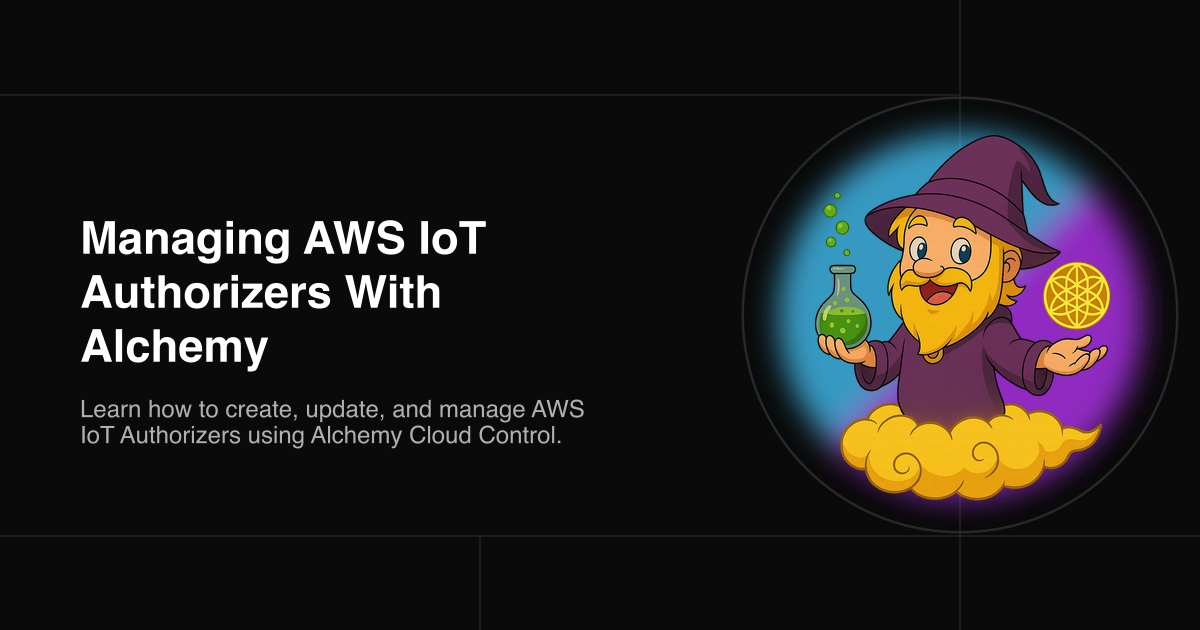 Managing AWS IoT
Authorizers With
Alchemy
Learn how to create, update, and manage AWS
IoT Authorizers using Alchemy Cloud Control.